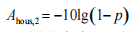 A_hous,2 = −10lg(1−p)